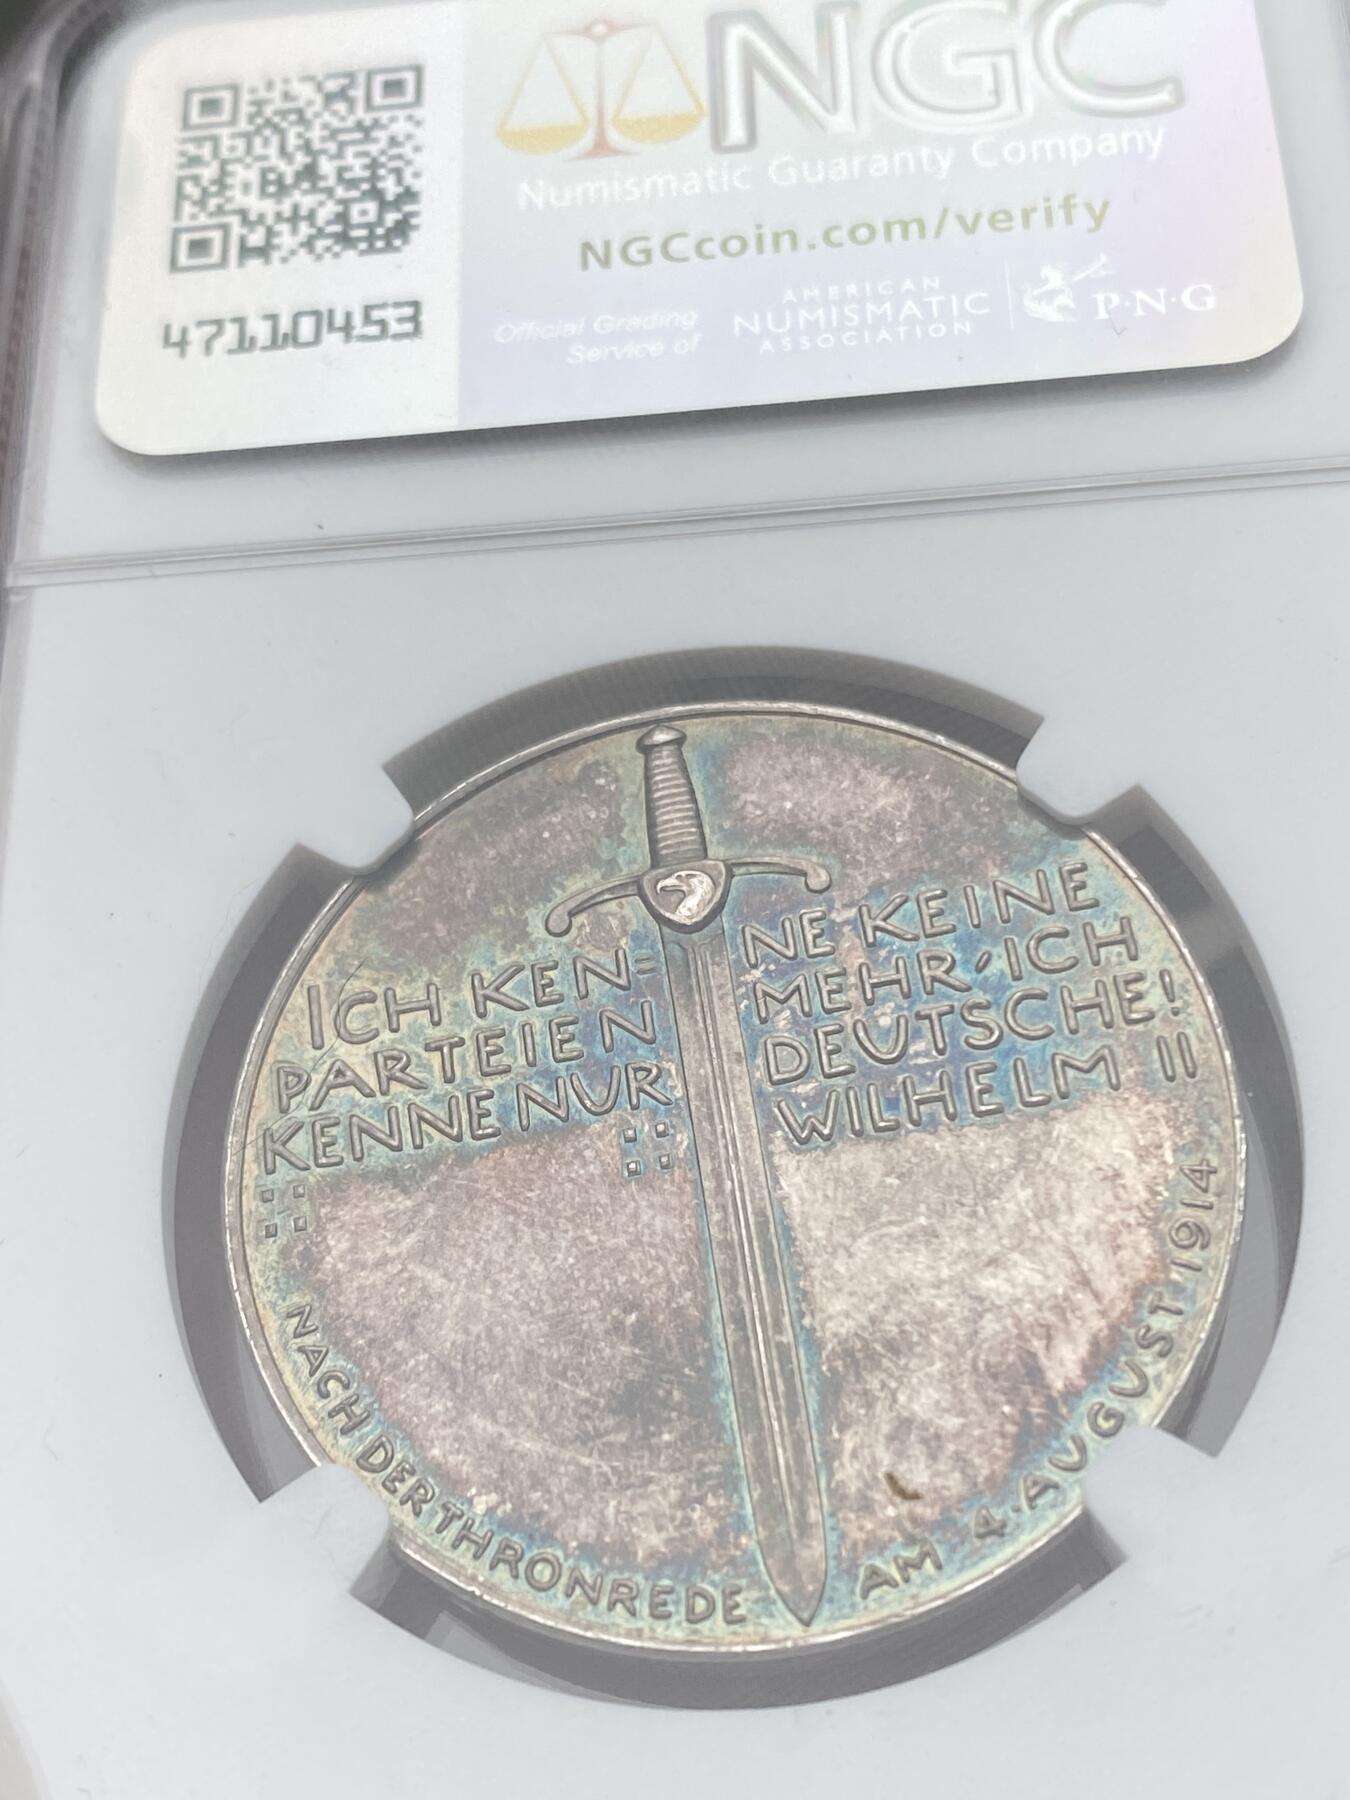 NGC
Numismatic Guaranty Company
NGCcoin.com/verify
47110453
Official Grading
Service of
AMERICAN
NUMISMATIC
ASSOCIATION
P·N·G
ICH KEN= NE KEINE
PARTEIEN MEHR, ICH
KENNE NUR DEUTSCHE!
WILHELM II
NACH DER THRONREDE AM 4. AUGUST 1914